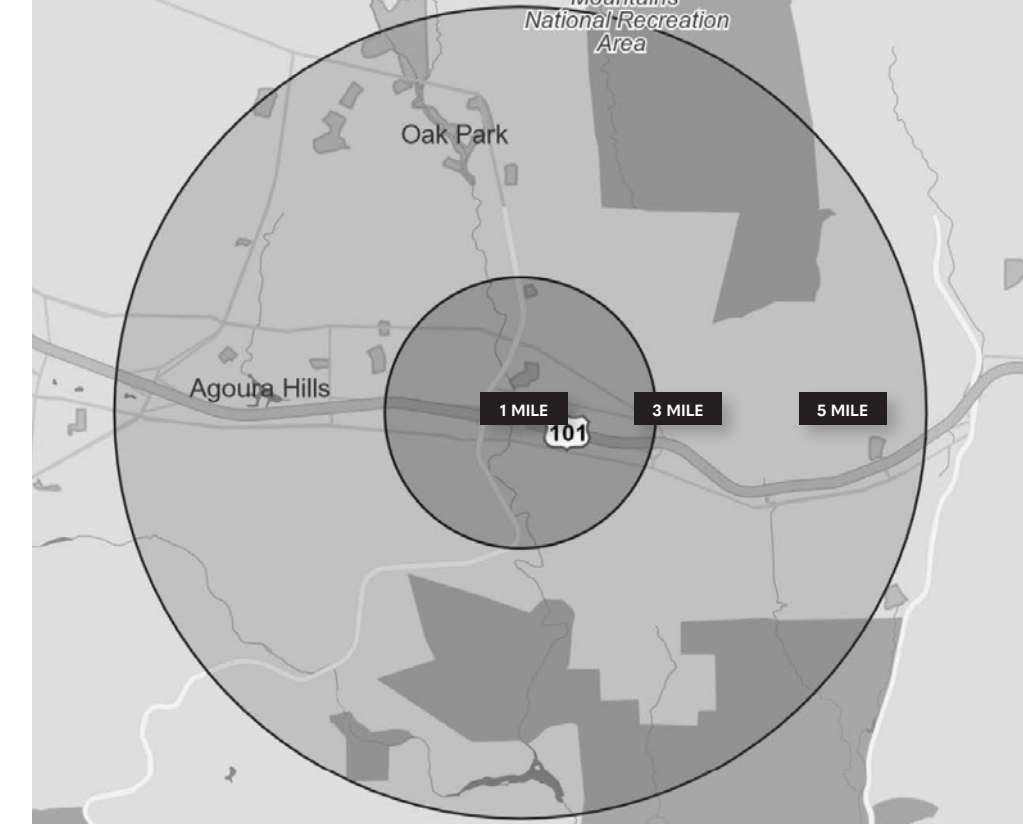 Mountains
National Recreation
Area
Oak Park
Agoura Hills
1 MILE
3 MILE
5 MILE
101